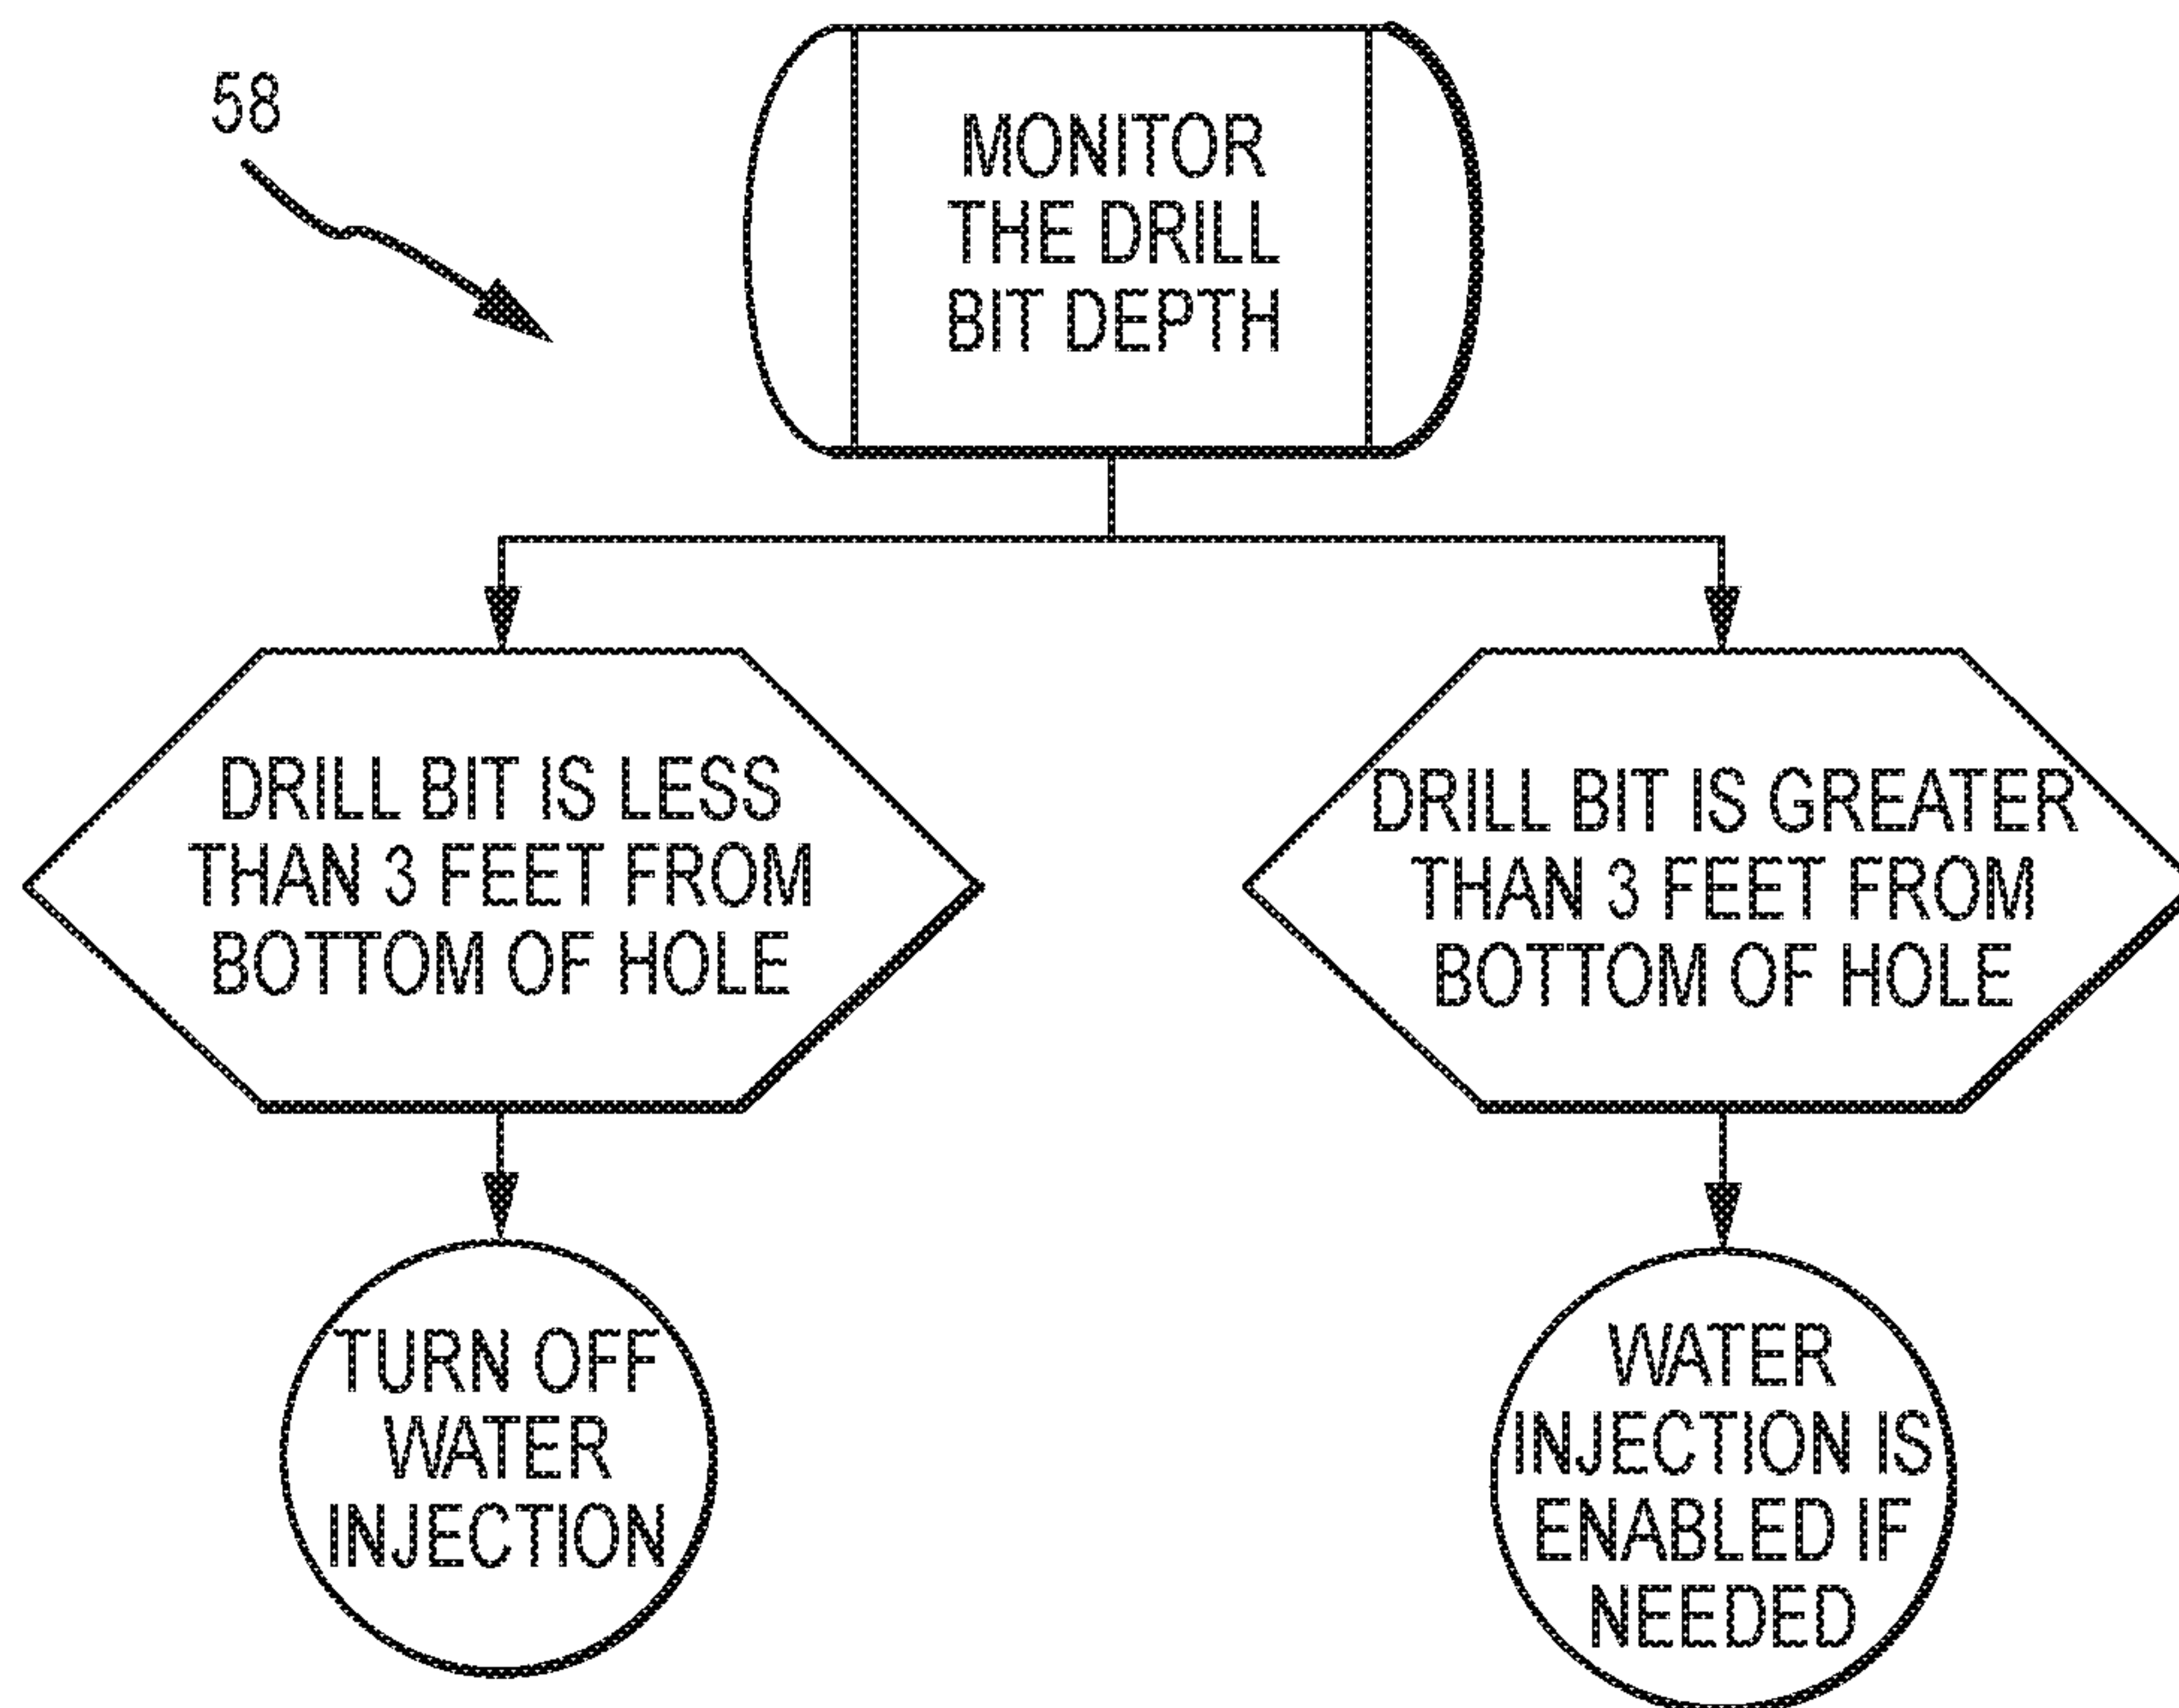 58
MONITOR
THE DRILL
BIT DEPTH
DRILL BIT IS LESS
THAN 3 FEET FROM
BOTTOM OF HOLE
DRILL BIT IS GREATER
THAN 3 FEET FROM
BOTTOM OF HOLE
TURN OFF
WATER
INJECTION
WATER
INJECTION IS
ENABLED IF
NEEDED